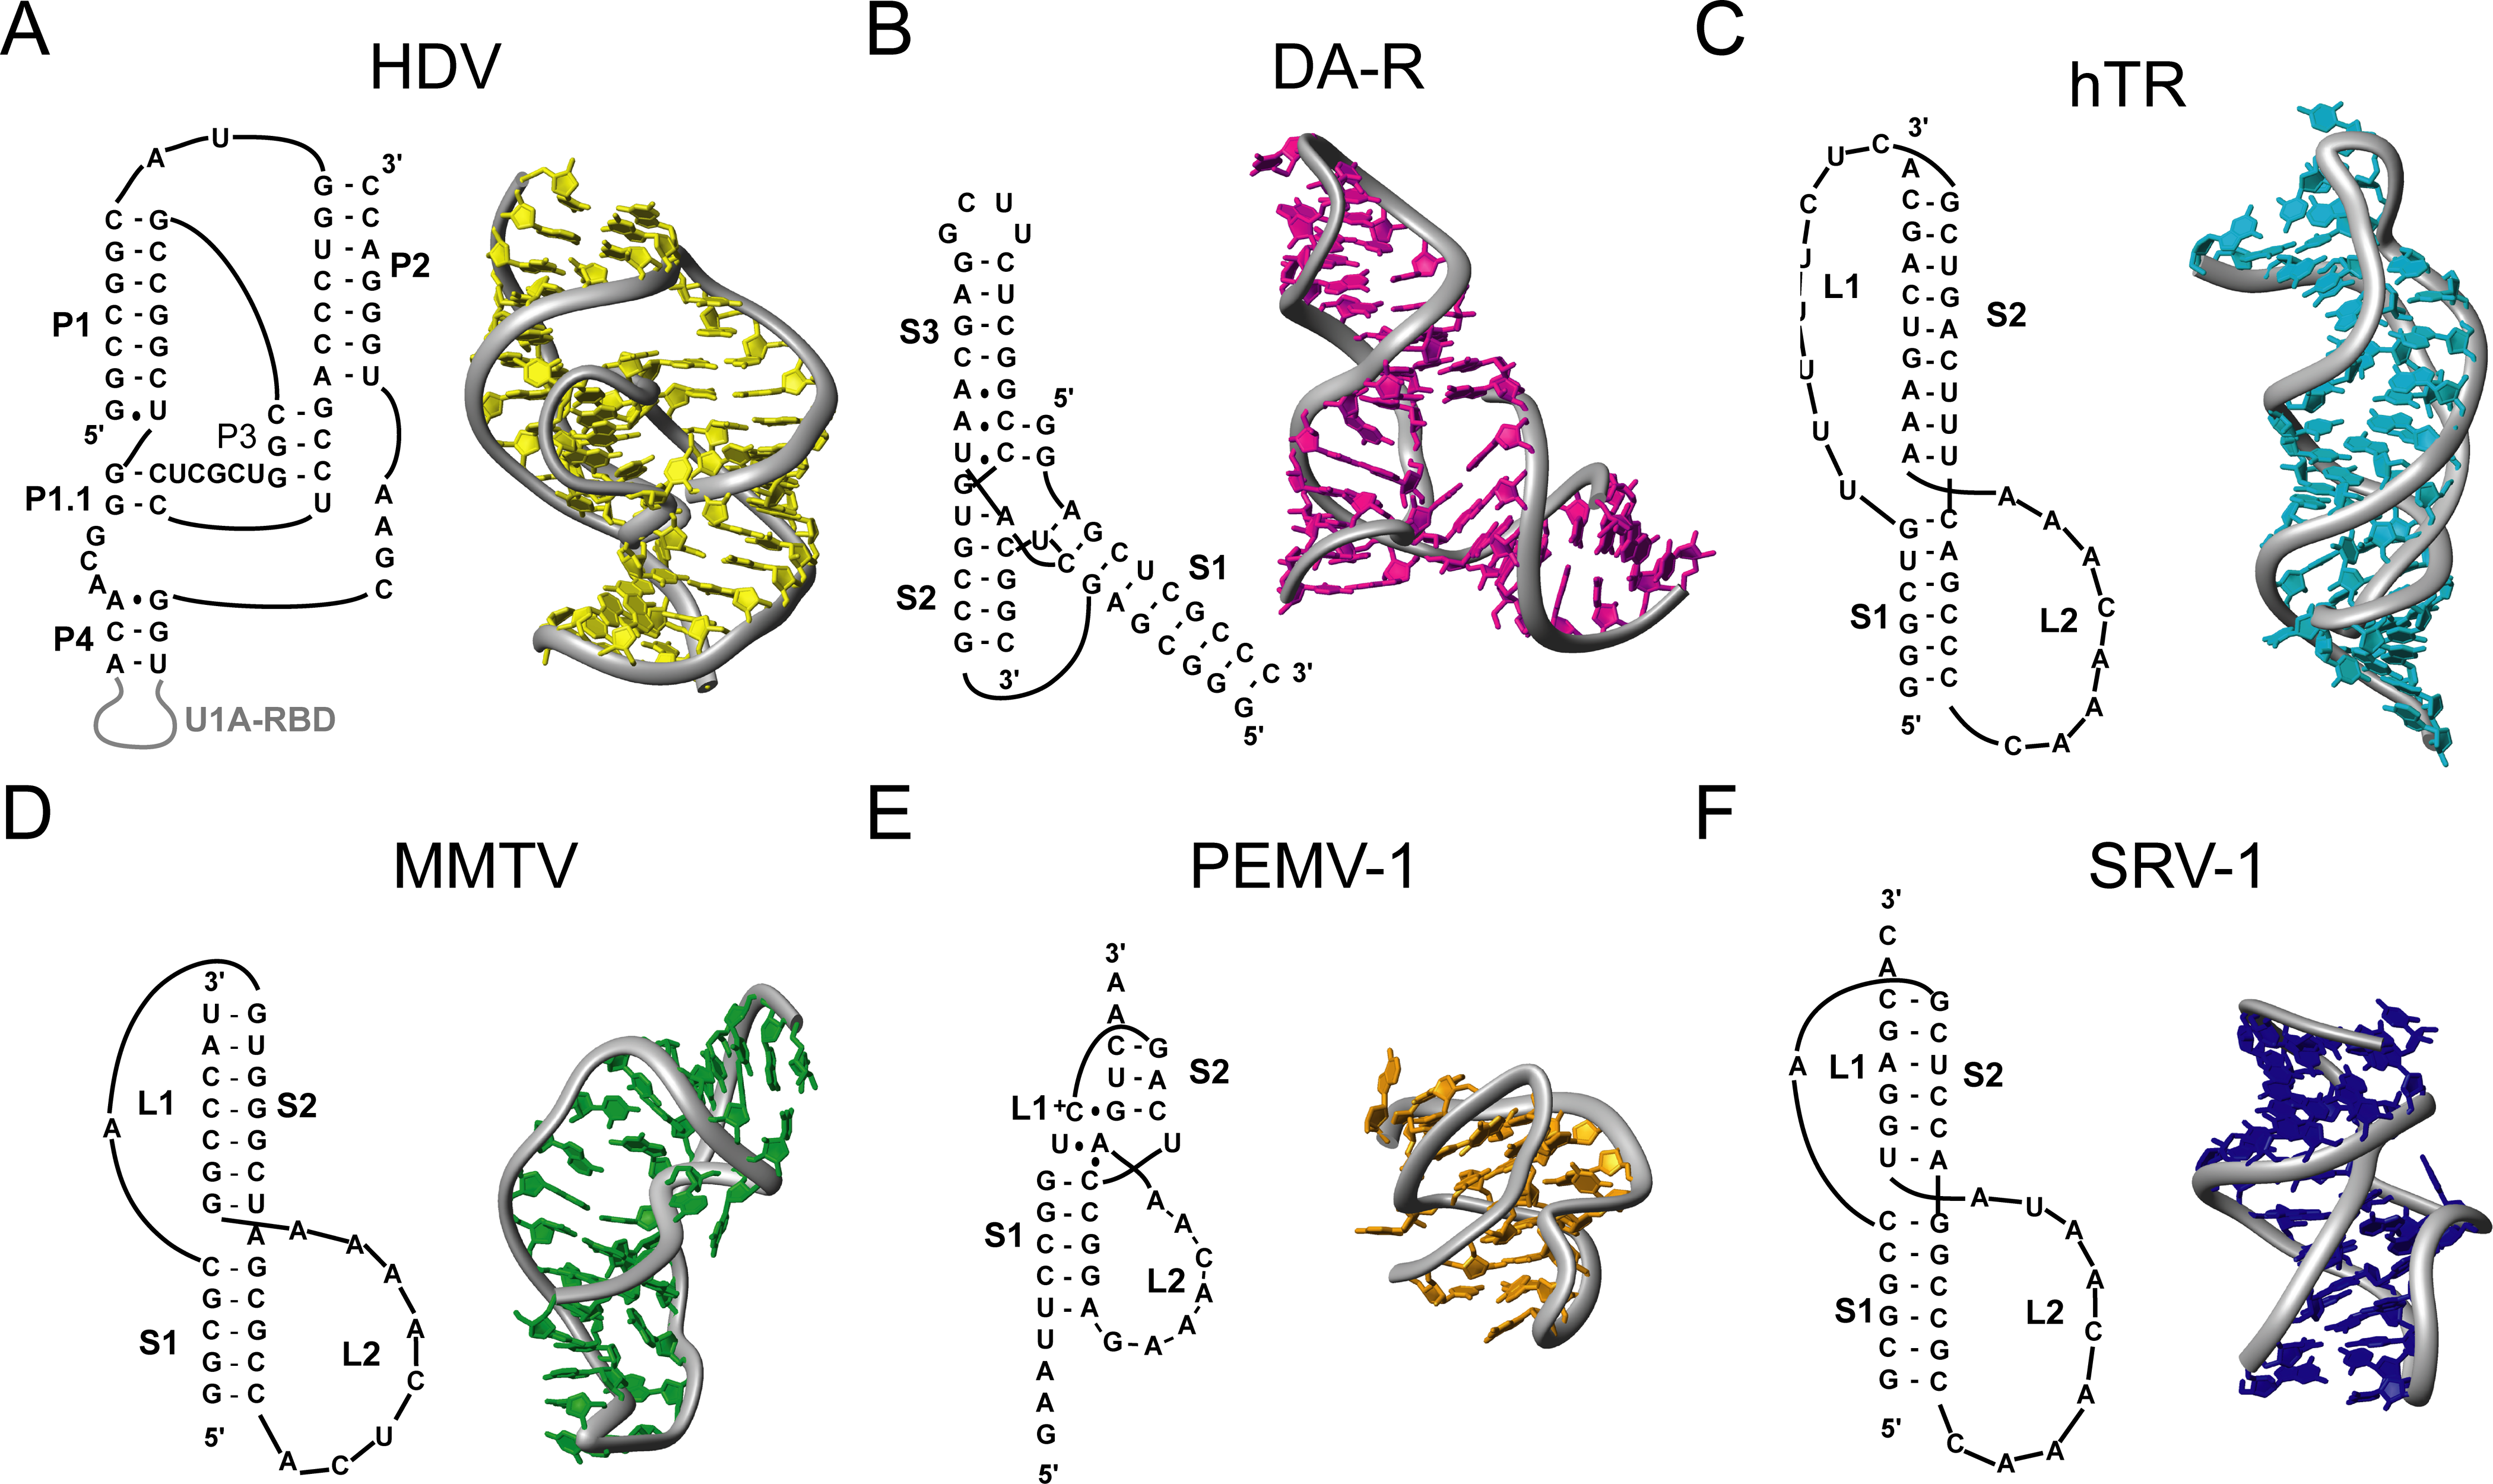 A
HDV
A U
3'
G - C
C - G G - C
G - C U - A P2
G - C C - G
P1 C - G C - G
C - G C - G
G - C A - U
G • U C - G
5' P3 G - C
G - CUCGCUG - C
P1.1 G - C U A
G A
C G
A C
A • G
P4 C - G
A - U
U1A-RBD
B
DA-R
C U
G U
G - C
A - U
S3 G - C
C - G
A • G 5'
A • C - G
U • C - G
G A
U A G
G - C U C
S2 C - G C U S1
C - G G C
G - C A G
3' G C
C C
G C 3'
G
G
5'
C
hTR
3'
U C A
C C - G
G - C
U A - U
L1 C - G S2
U U - A
G - C
U A - U
A - U
U A - U
U A A
G - C A
U - A C
C - G A
S1 G - C L2 A
G - C A
G - C A
5' C
D
MMTV
3'
U - G
A - U
C - G
L1 C - G S2
A C - G
G - C
G - U
A A A
C - G A
G - C A
S1 C - G L2
G - C C
G - C U
5' A C
E
PEMV-1
3'
A
A
C - G
U - A S2
L1 +C • G - C
U • A U
G - C A
S1 G - C A
C - G C
C - G L2 A
U - A A
U G - A
A
A
G
5'
F
SRV-1
3'
C
A
C - G
G - C
A L1 A - U S2
G - C
G - C
U - A
A U
C - G A
C - G A
G - C C
S1 G - C L2
C - G A
G - C A
5' C A